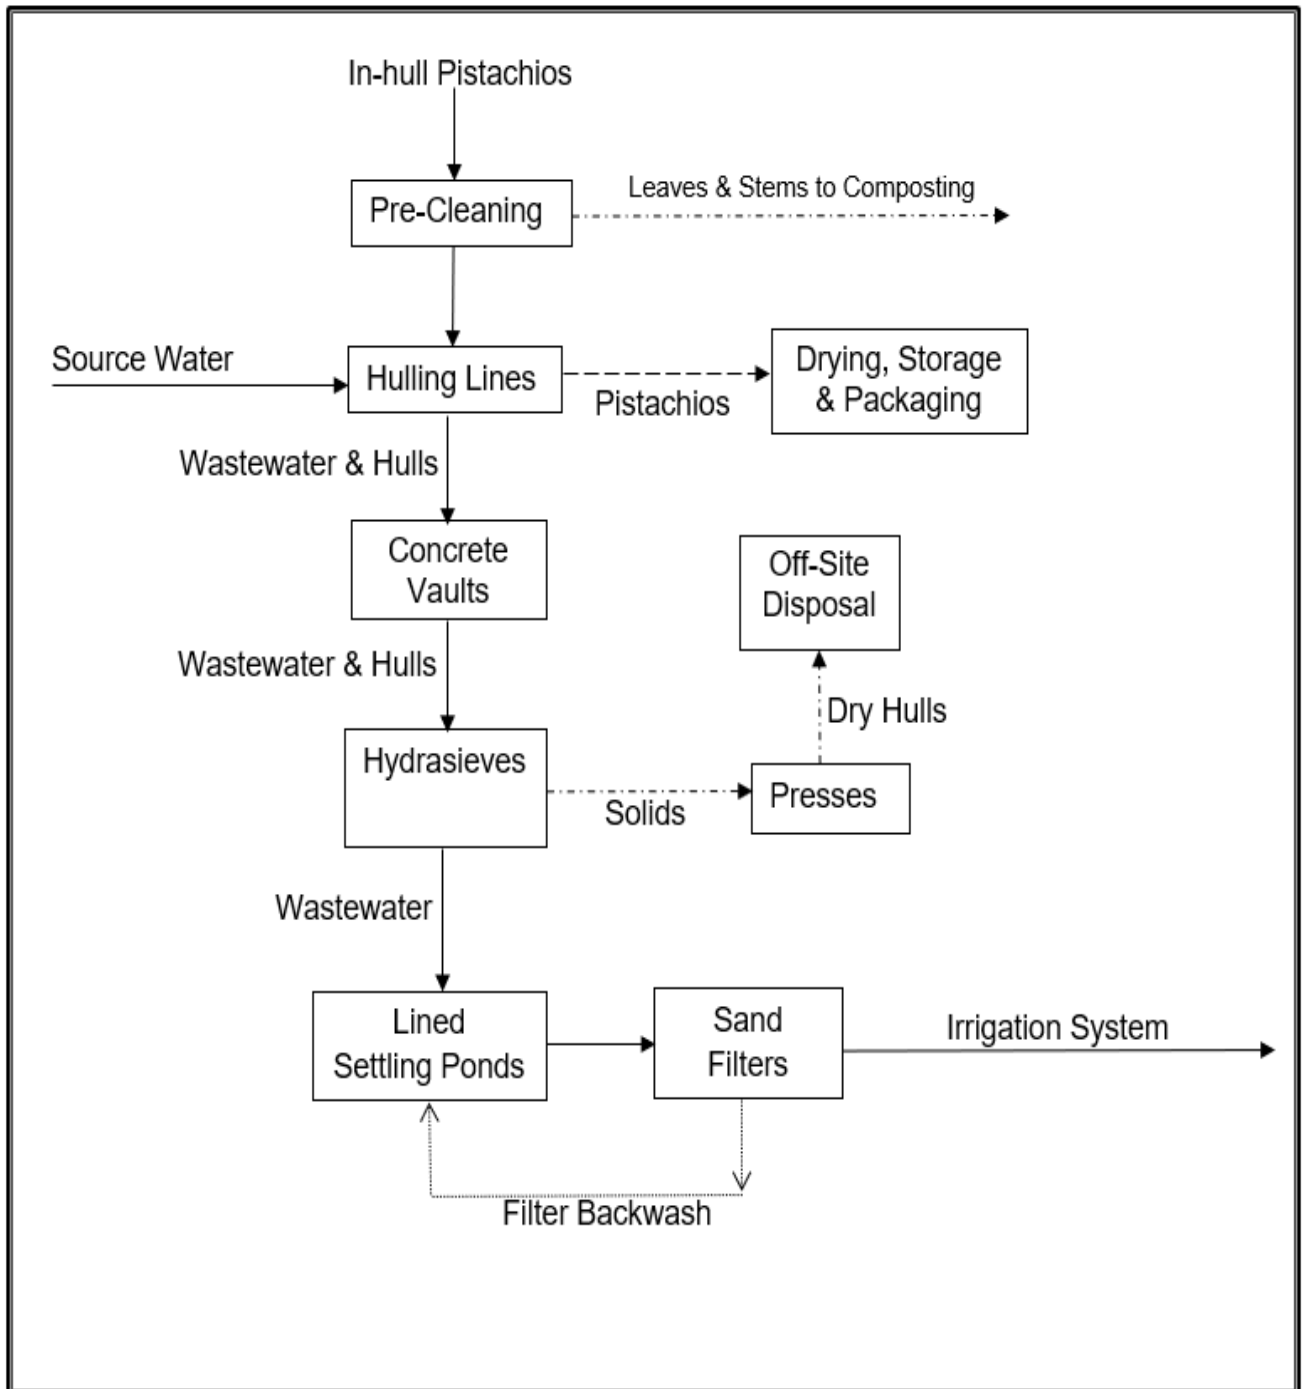 In-hull Pistachios
Pre-Cleaning
Leaves & Stems to Composting
Source Water
Hulling Lines
Pistachios
Drying, Storage
& Packaging
Wastewater & Hulls
Concrete
Vaults
Off-Site
Disposal
Wastewater & Hulls
Dry Hulls
Hydrasieves
Solids
Presses
Wastewater
Lined
Settling Ponds
Sand
Filters
Irrigation System
Filter Backwash